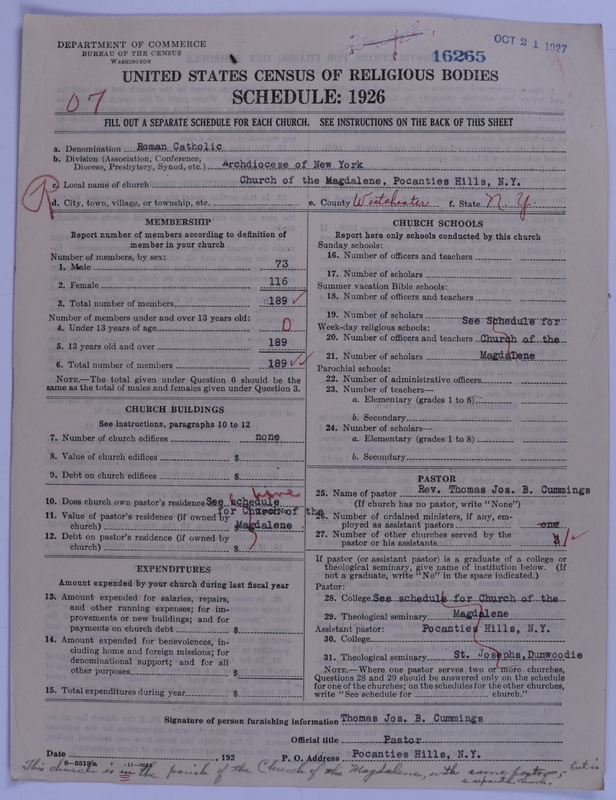 DEPARTMENT OF COMMERCE
BUREAU OF THE CENSUS
WASHINGTON
16265
OCT 21 1927
UNITED STATES CENSUS OF RELIGIOUS BODIES
SCHEDULE: 1926
07
FILL OUT A SEPARATE SCHEDULE FOR EACH CHURCH. SEE INSTRUCTIONS ON THE BACK OF THIS SHEET
a. Denomination Roman Catholic
b. Division (Association, Conference, Diocese, Presbytery, Synod, etc.) Archdiocese of New York
c. Local name of church Church of the Magdalene, Pocanties Hills, N.Y.
d. City, town, village, or township, etc. e. County Westchester f. State N.Y.
MEMBERSHIP
Report number of members according to definition of
member in your church
Number of members, by sex:
1. Male 73
2. Female 116
3. Total number of members 189
Number of members under and over 13 years old:
4. Under 13 years of age 0
5. 13 years old and over 189
6. Total number of members 189
NOTE.—The total given under Question 6 should be
same as the total of males and females given under Question 3.
CHURCH BUILDINGS
See instructions, paragraphs 10 to 12
7. Number of church edifices none
8. Value of church edifices $
9. Debt on church edifices $
10. Does church own pastor's residence See schedule
11. Value of pastor's residence (if owned by for Church of the
church) $ Magdalene
12. Debt on pastor's residence (if owned by
church) $
EXPENDITURES
Amount expended by your church during last fiscal year
13. Amount expended for salaries, repairs,
and other running expenses; for im-
provements or new buildings; and for
payments on church debt $
14. Amount expended for benevolences, in-
cluding home and foreign missions; for
denominational support; and for all
other purposes $
15. Total expenditures during year $
CHURCH SCHOOLS
Report here only schools conducted by this church
Sunday schools:
16. Number of officers and teachers
17. Number of scholars
Summer vacation Bible schools:
18. Number of officers and teachers
19. Number of scholars See Schedule for
Week-day religious schools:
20. Number of officers and teachers Church of the
21. Number of scholars Magdalene
Parochial schools:
22. Number of administrative officers
23. Number of teachers—
a. Elementary (grades 1 to 8)
b. Secondary
24. Number of scholars—
a. Elementary (grades 1 to 8)
b. Secondary
PASTOR
25. Name of pastor Rev. Thomas Jos. B. Cummings
(If church has no pastor, write "None")
26. Number of ordained ministers, if any, em-
ployed as assistant pastors one
27. Number of other churches served by the
pastor or his assistants 1
If pastor (or assistant pastor) is a graduate of a college or
theological seminary, give name of institution below. (If
not a graduate, write "No" in the space indicated.)
Pastor:
28. College See schedule for Church of the
29. Theological seminary Magdalene
Assistant pastor: Pocanties Hills, N.Y.
30. College
31. Theological seminary St. Josephs, Dunwoodie
NOTE.—Where one pastor serves two or more churches,
Questions 28 and 29 should be answered only on the schedule
for one of the churches; on the schedules for the other churches,
write "See schedule for church."
Signature of person furnishing information Thomas Jos. B. Cummings
Official title Pastor
Date , 192 P. O. Address Pocanties Hills, N.Y.
This church is in the parish of the Church of the Magdalene, with same pastor, but is
a separate church.